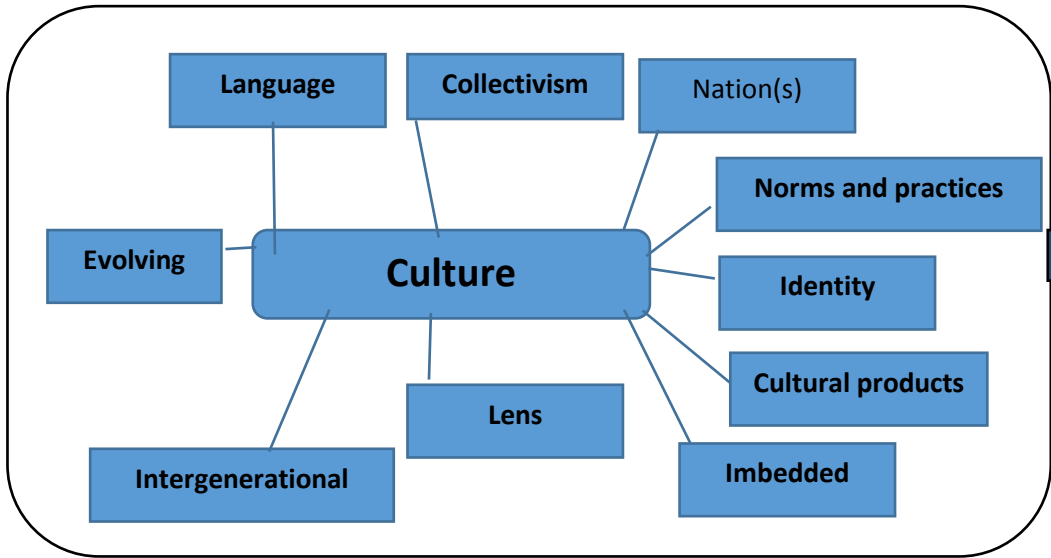 Language
Collectivism
Nation(s)
Norms and practices
Evolving
Culture
Identity
Cultural products
Lens
Intergenerational
Imbedded